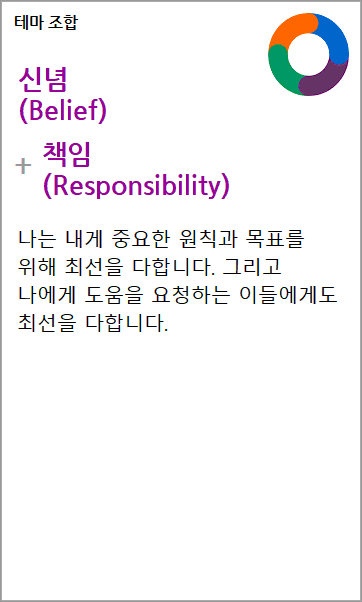 테마 조합
신념
(Belief)
+ 책임
(Responsibility)
나는 내게 중요한 원칙과 목표를
위해 최선을 다합니다. 그리고
나에게 도움을 요청하는 이들에게도
최선을 다합니다.